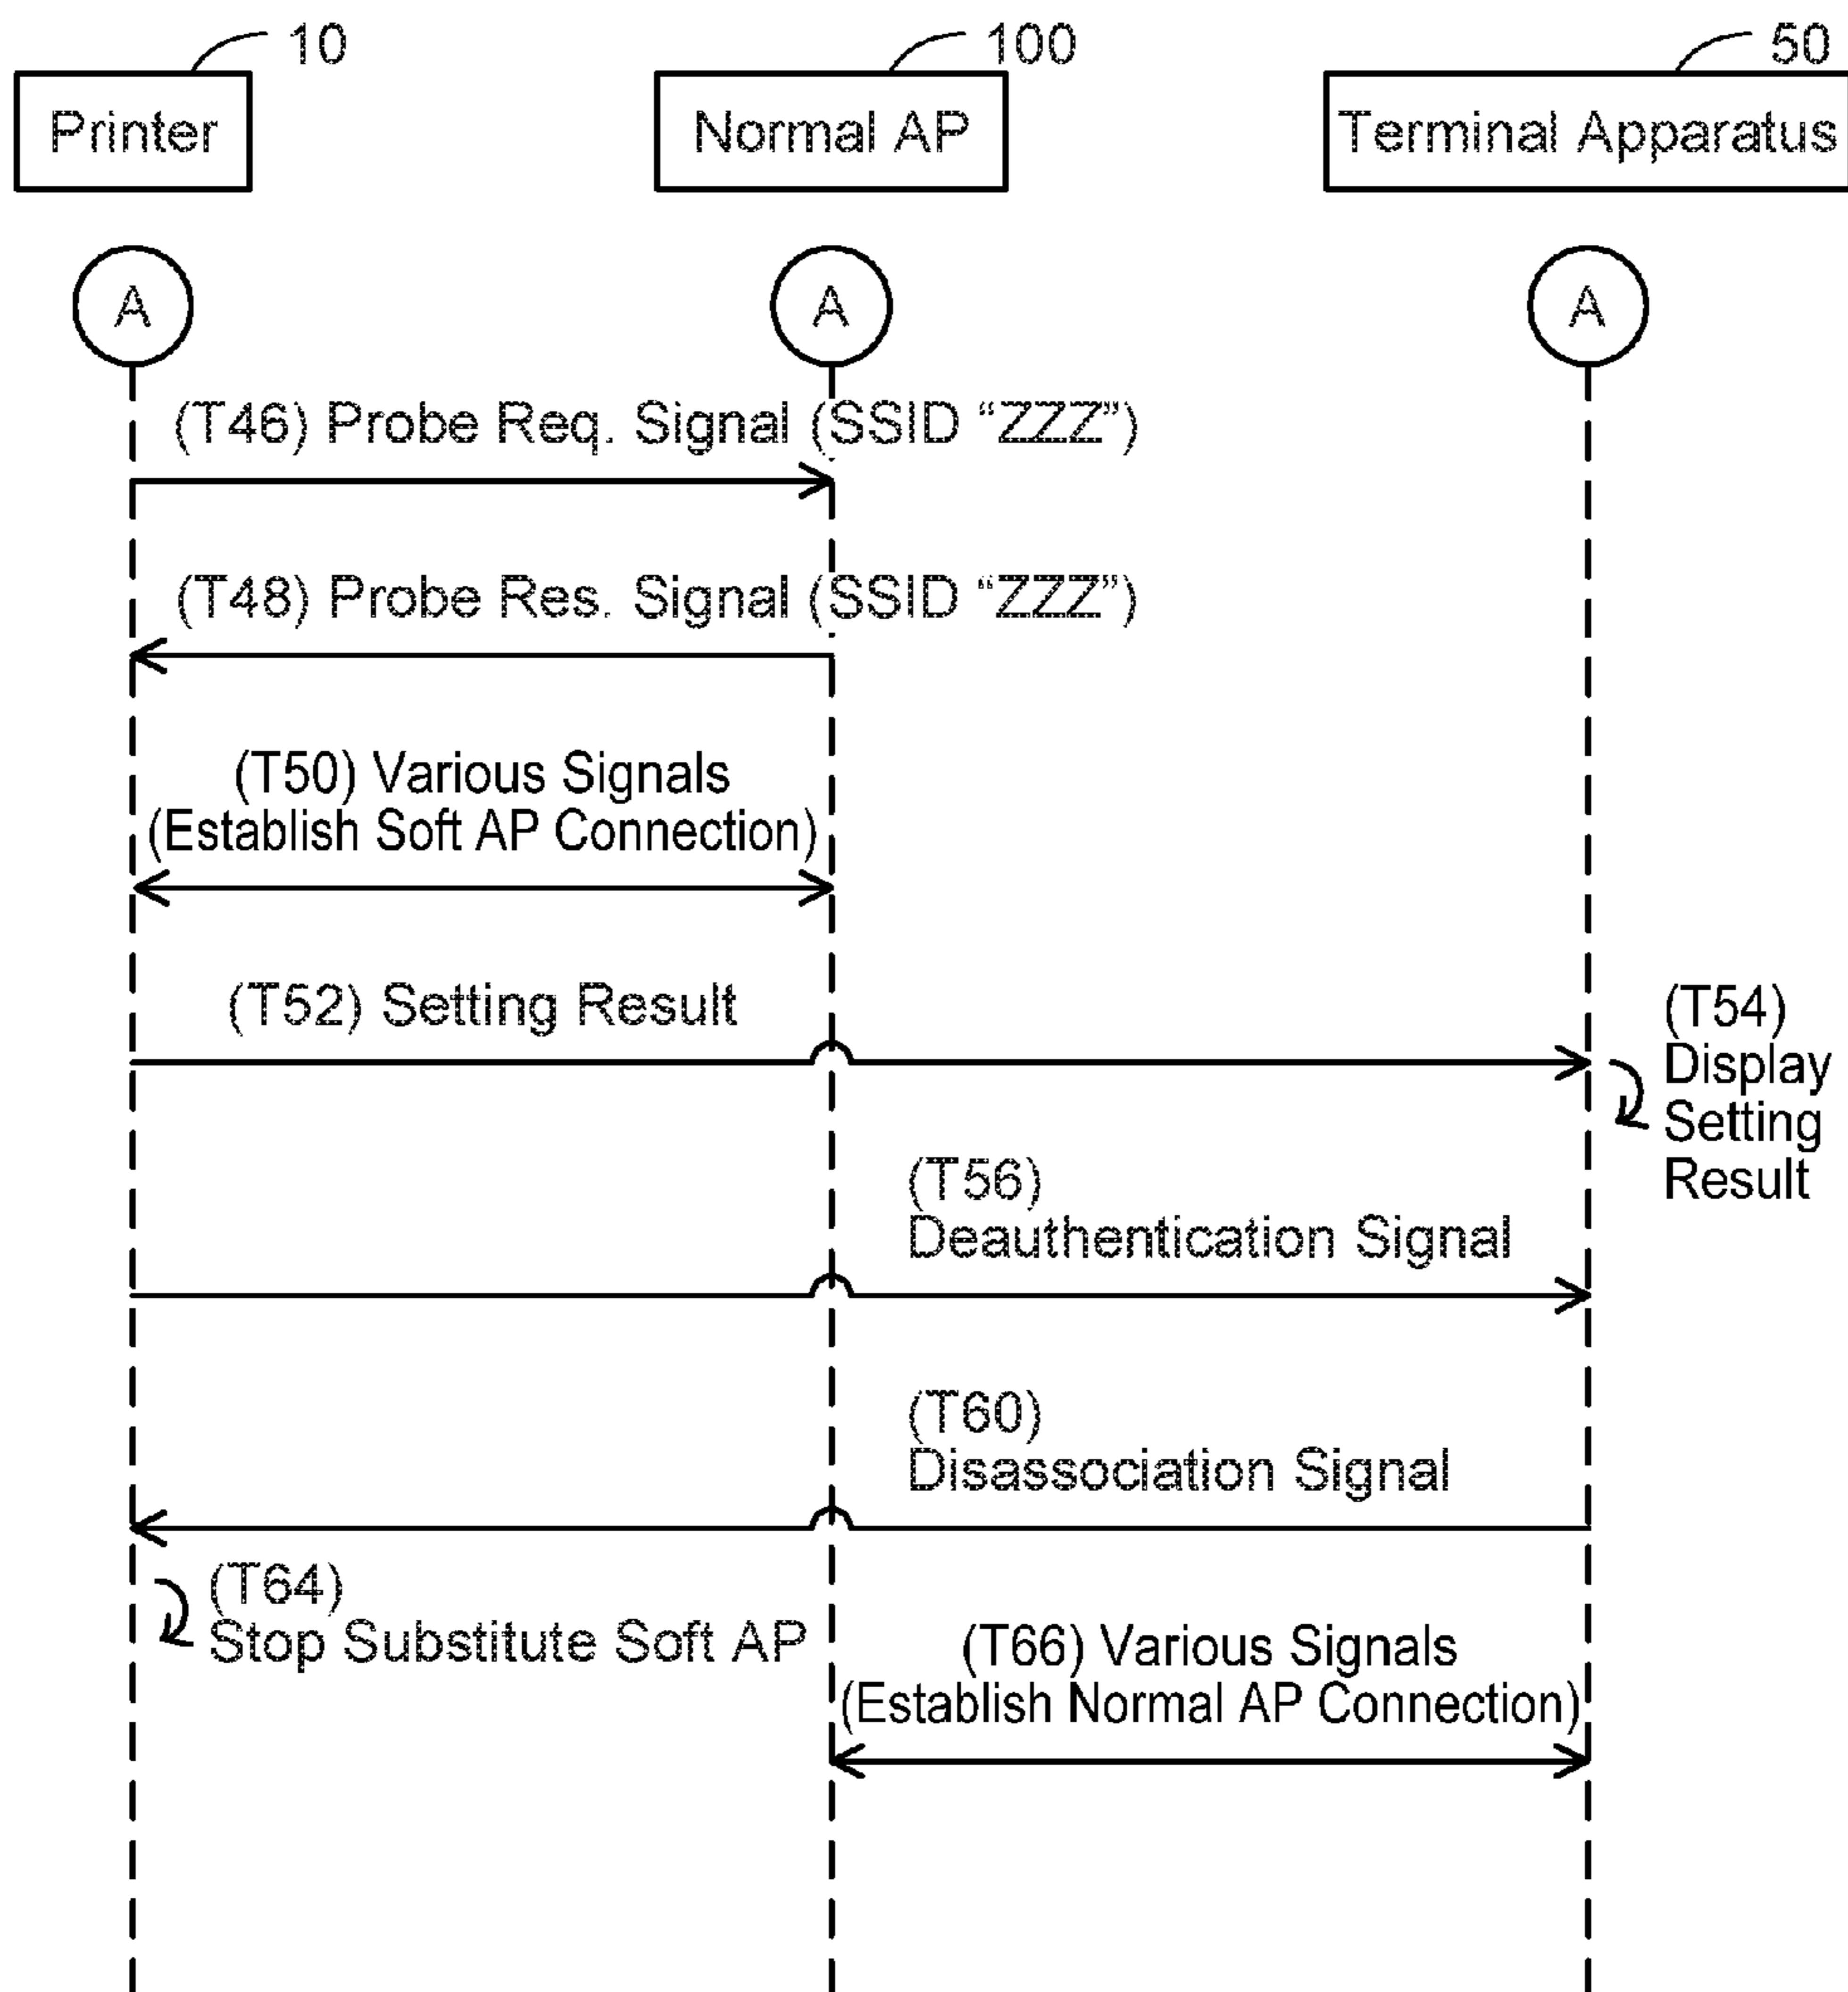 10
100
50
Printer
Normal AP
Terminal Apparatus
A
A
A
(T46) Probe Req. Signal (SSID “ZZZ”)
(T48) Probe Res. Signal (SSID “ZZZ”)
(T50) Various Signals
(Establish Soft AP Connection)
(T52) Setting Result
(T54)
Display
Setting
Result
(T56)
Deauthentication Signal
(T60)
Disassociation Signal
(T64)
Stop Substitute Soft AP
(T66) Various Signals
(Establish Normal AP Connection)